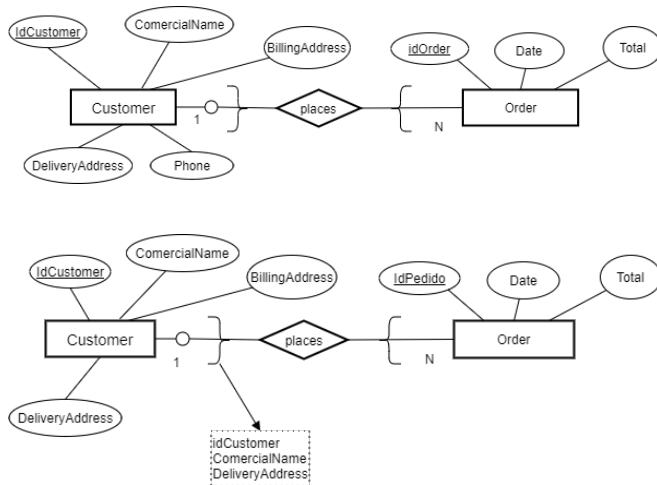 IdCustomer
ComercialName
BillingAddress
idOrder
Date
Total
Customer
1
places
N
Order
DeliveryAddress
Phone
IdCustomer
ComercialName
BillingAddress
IdPedido
Date
Total
Customer
1
places
N
Order
DeliveryAddress
idCustomer
ComercialName
DeliveryAddress